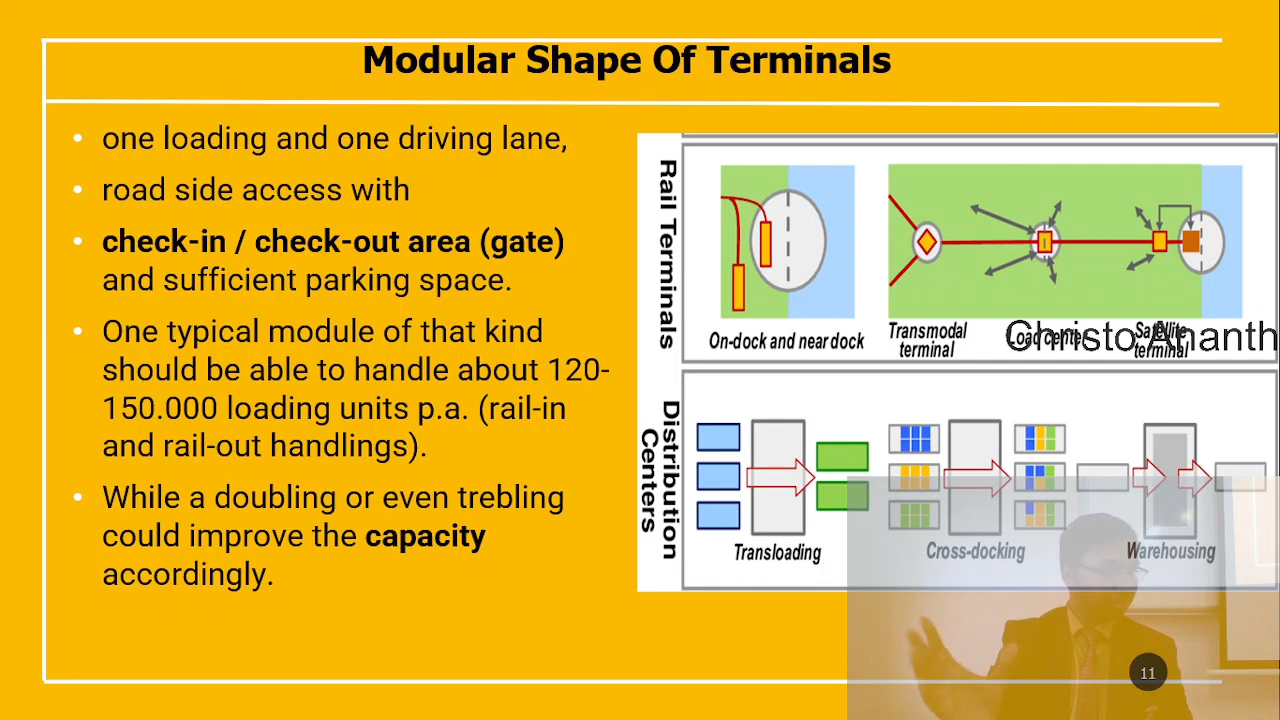 Modular Shape Of Terminals
• one loading and one driving lane,
• road side access with
• check-in / check-out area (gate)
and sufficient parking space.
• One typical module of that kind
should be able to handle about 120-
150.000 loading units p.a. (rail-in
and rail-out handlings).
• While a doubling or even trebling
could improve the capacity
accordingly.
Rail Terminals
On-dock and near dock
Transmodal
terminal
Load center
Satellite
terminal
Christo Ananth
Distribution
Centers
Transloading
Cross-docking
Warehousing
11